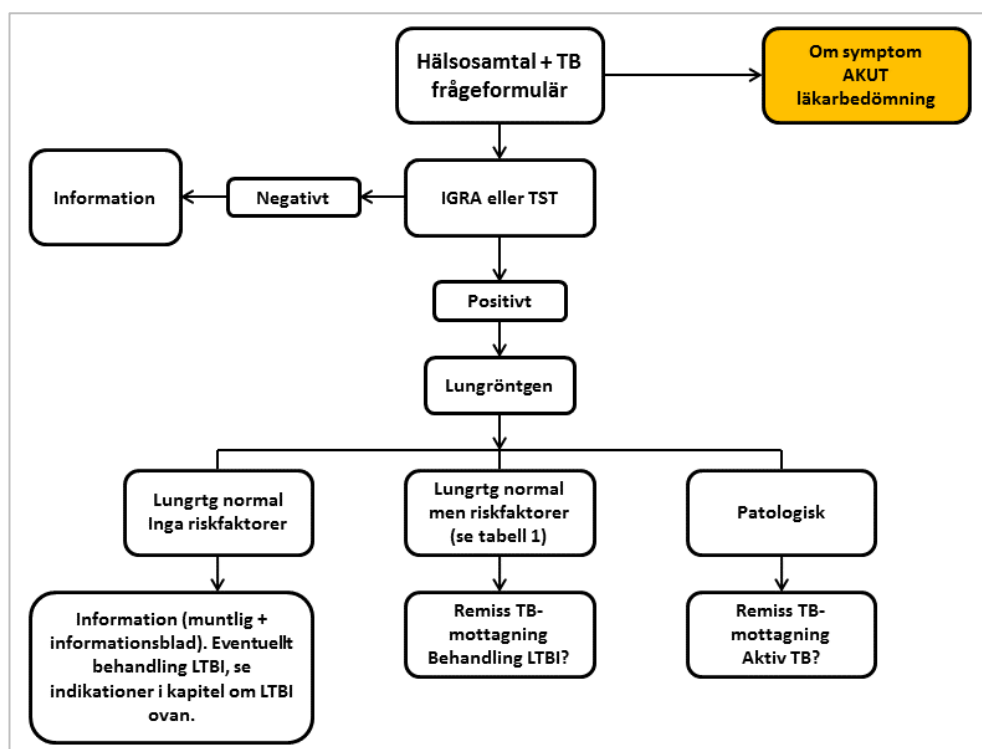 Hälsosamtal + TB
frågeformulär
Om symptom
AKUT
läkarbedömning
Information
Negativt
IGRA eller TST
Positivt
Lungröntgen
Lungrtg normal
Inga riskfaktorer
Lungrtg normal
men riskfaktorer
(se tabell 1)
Patologisk
Information (muntlig +
informationsblad). Eventuellt
behandling LTBI, se
indikationer i kapitel om LTBI
ovan.
Remiss TB-
mottagning
Behandling LTBI?
Remiss TB-
mottagning
Aktiv TB?